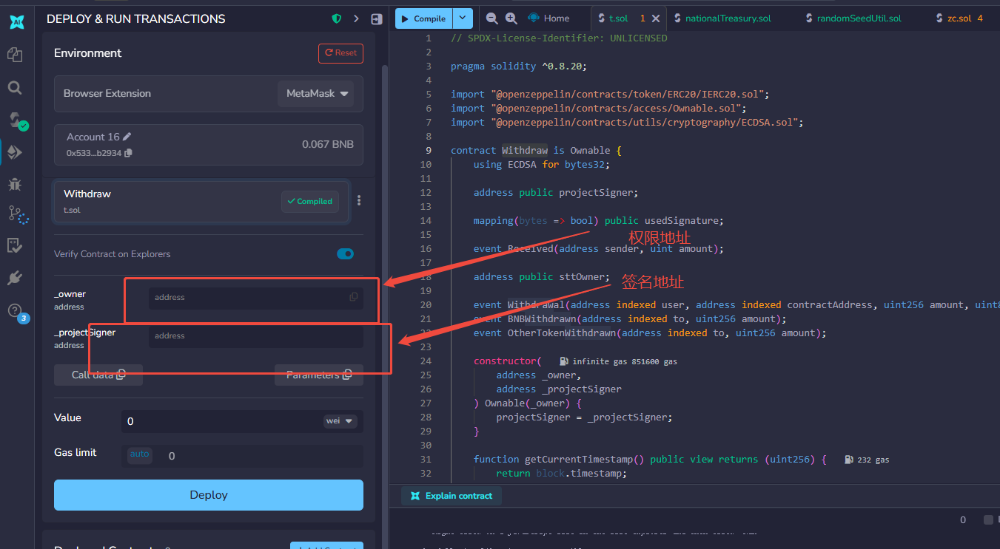 DEPLOY & RUN TRANSACTIONS
Environment
Reset
Browser Extension
MetaMask
Account 16
0x533...b2934
0.067 BNB
Withdraw
t.sol
Compiled
Verify Contract on Explorers
_owner
address
address
_projectSigner
address
address
Call data
Parameters
Value
0
wei
Gas limit
auto
0
Deploy
3
Compile
Home
t.sol 1
nationalTreasury.sol
randomSeedUtil.sol
zc.sol 4
1 // SPDX-License-Identifier: UNLICENSED
2
3 pragma solidity ^0.8.20;
4
5 import "@openzeppelin/contracts/token/ERC20/IERC20.sol";
6 import "@openzeppelin/contracts/access/Ownable.sol";
7 import "@openzeppelin/contracts/utils/cryptography/ECDSA.sol";
8
9 contract Withdraw is Ownable {
10 using ECDSA for bytes32;
11
12 address public projectSigner;
13
14 mapping(bytes => bool) public usedSignature;
15
权限地址
16 event Received(address sender, uint amount);
17
18 address public sttOwner;
签名地址
19
20 event Withdrawal(address indexed user, address indexed contractAddress, uint256 amount,
21 event BNBWithdrawn(address indexed to, uint256 amount);
22 event OtherTokenWithdrawn(address indexed to, uint256 amount);
23
24 constructor( infinite gas 851600 gas
25 address _owner,
26 address _projectSigner
27 ) Ownable(_owner) {
28 projectSigner = _projectSigner;
29 }
30
31 function getCurrentTimestamp() public view returns (uint256) { 232 gas
32 return block.timestamp;
Explain contract
0